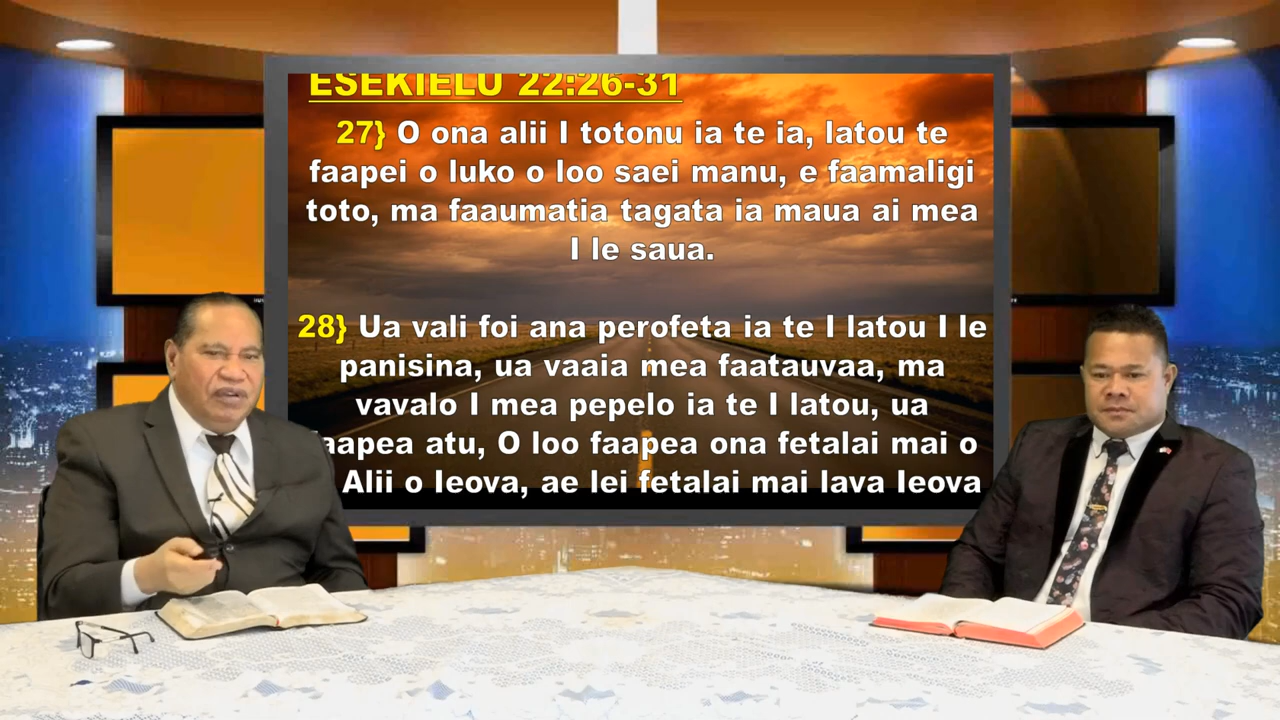 ESEKIELU 22:26-31
27} O ona alii I totonu ia te ia, latou te
faapei o luko o loo saei manu, e faamaligi
toto, ma faaumatia tagata ia maua ai mea
I le saua.
28} Ua vali foi ana perofeta ia te I latou I le
panisina, ua vaaia mea faatauvaa, ma
vavalo I mea pepelo ia te I latou, ua
faapea atu, O loo faapea ona fetalai mai o
Alii o Ieova, ae lei fetalai mai lava Ieova